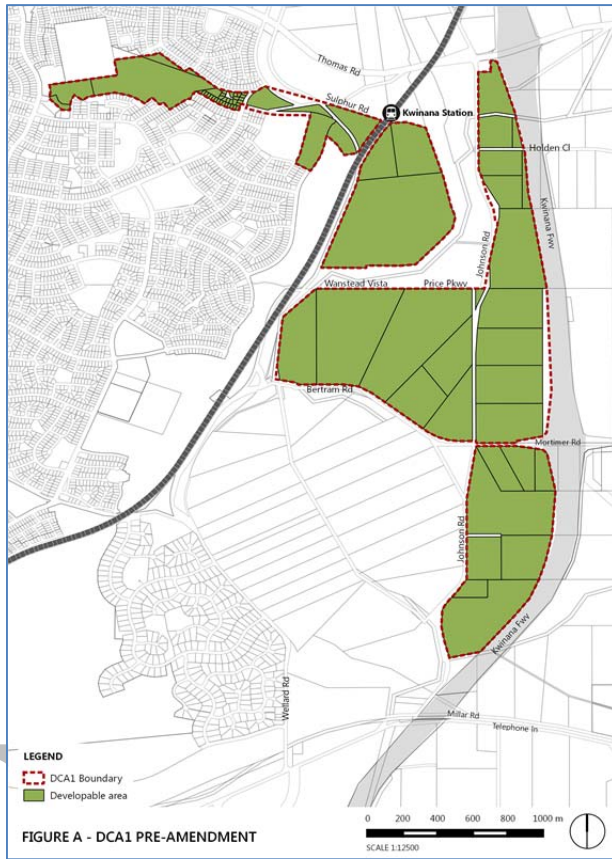 Thomas Rd
Sulphur Rd
Kwinana Station
Holden Cl
Kwinana Fwy
Johnson Rd
Wanstead Vista
Price Pkwy
Bertram Rd
Mortimer Rd
Johnson Rd
Kwinana Fwy
Wellard Rd
Millar Rd
Telephone ln
LEGEND
DCA1 Boundary
Developable area
FIGURE A - DCA1 PRE-AMENDMENT
0 200 400 600 800 1000 m
SCALE 1:12500